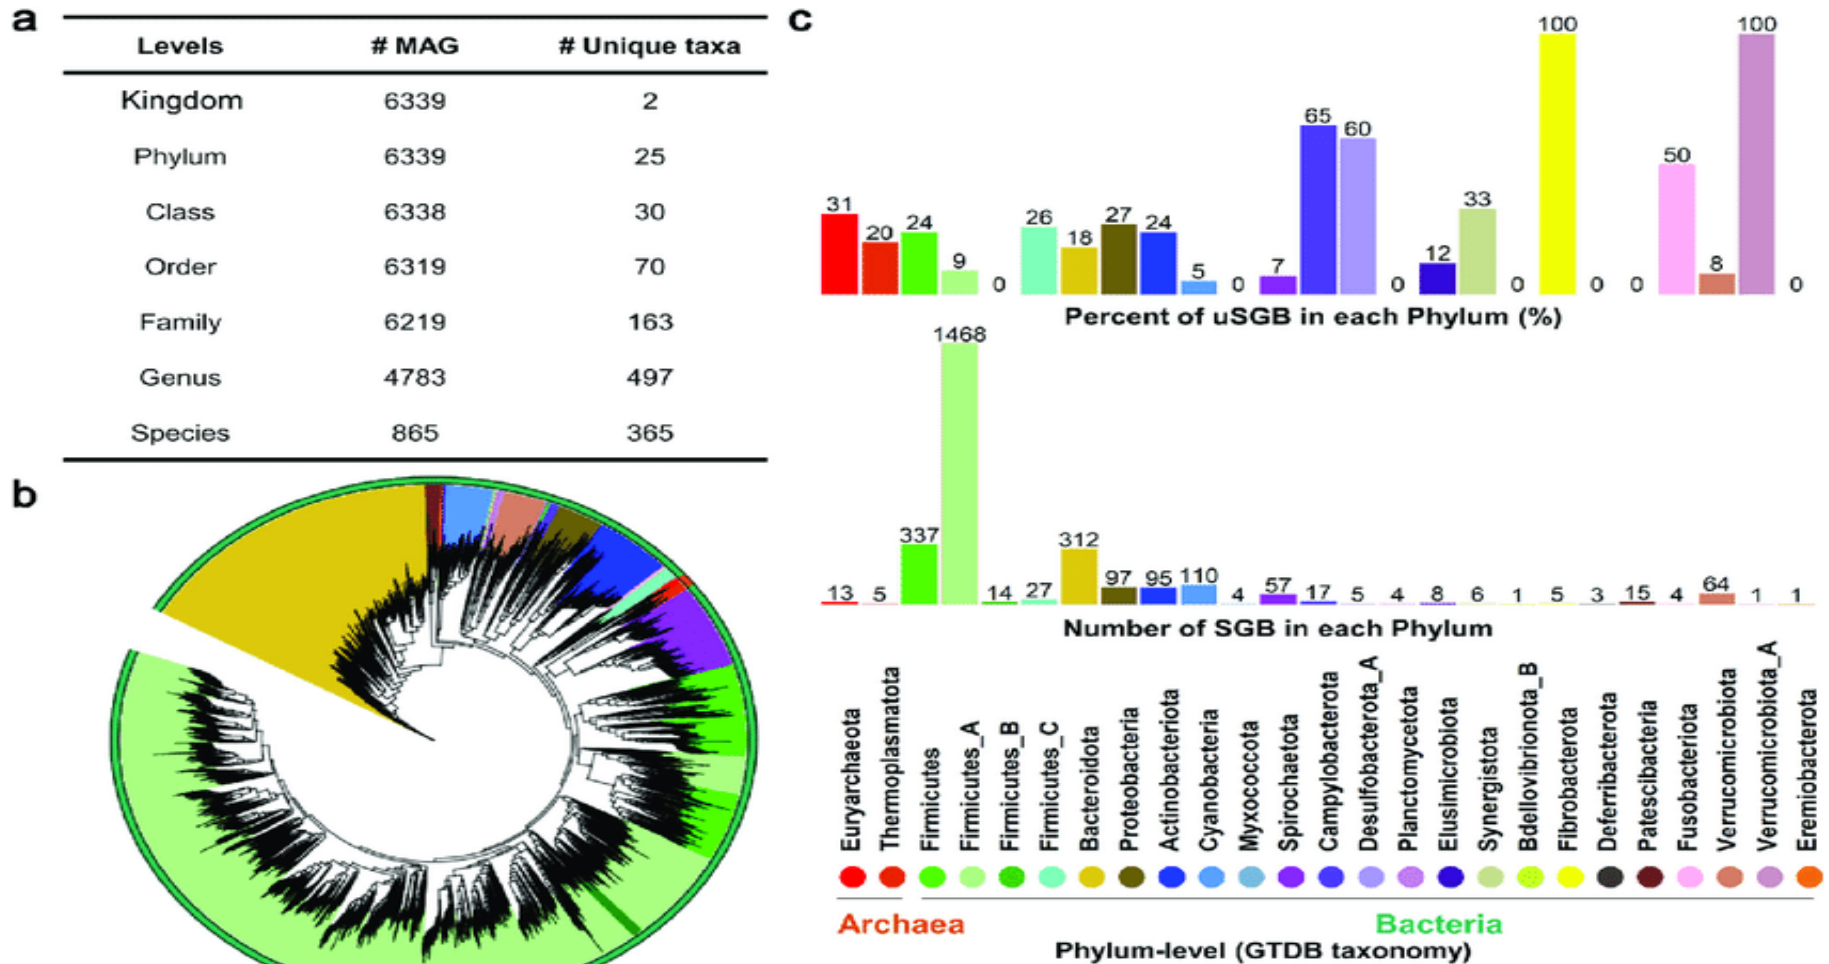 a
Levels # MAG # Unique taxa
Kingdom 6339 2
Phylum 6339 25
Class 6338 30
Order 6319 70
Family 6219 163
Genus 4783 497
Species 865 365
b
c
31 20 24 9 0 26 18 27 24 5 0 7 65 60 0 12 33 0 100 0 0 50 8 100 0
Percent of uSGB in each Phylum (%)
13 5 337 1468 14 27 312 97 95 110 4 57 17 5 4 8 6 1 5 3 15 4 64 1 1
Number of SGB in each Phylum
Euryarchaeota
Thermoplasmatota
Firmicutes
Firmicutes_A
Firmicutes_B
Firmicutes_C
Bacteroidota
Proteobacteria
Actinobacteriota
Cyanobacteria
Myxococcota
Spirochaetota
Campylobacterota
Desulfobacterota_A
Planctomycetota
Elusimicrobiota
Synergistota
Bdellovibrionota_B
Fibrobacterota
Deferribacterota
Patescibacteria
Fusobacteriota
Verrucomicrobiota
Verrucomicrobiota_A
Eremiobacterota
Archaea Bacteria
Phylum-level (GTDB taxonomy)